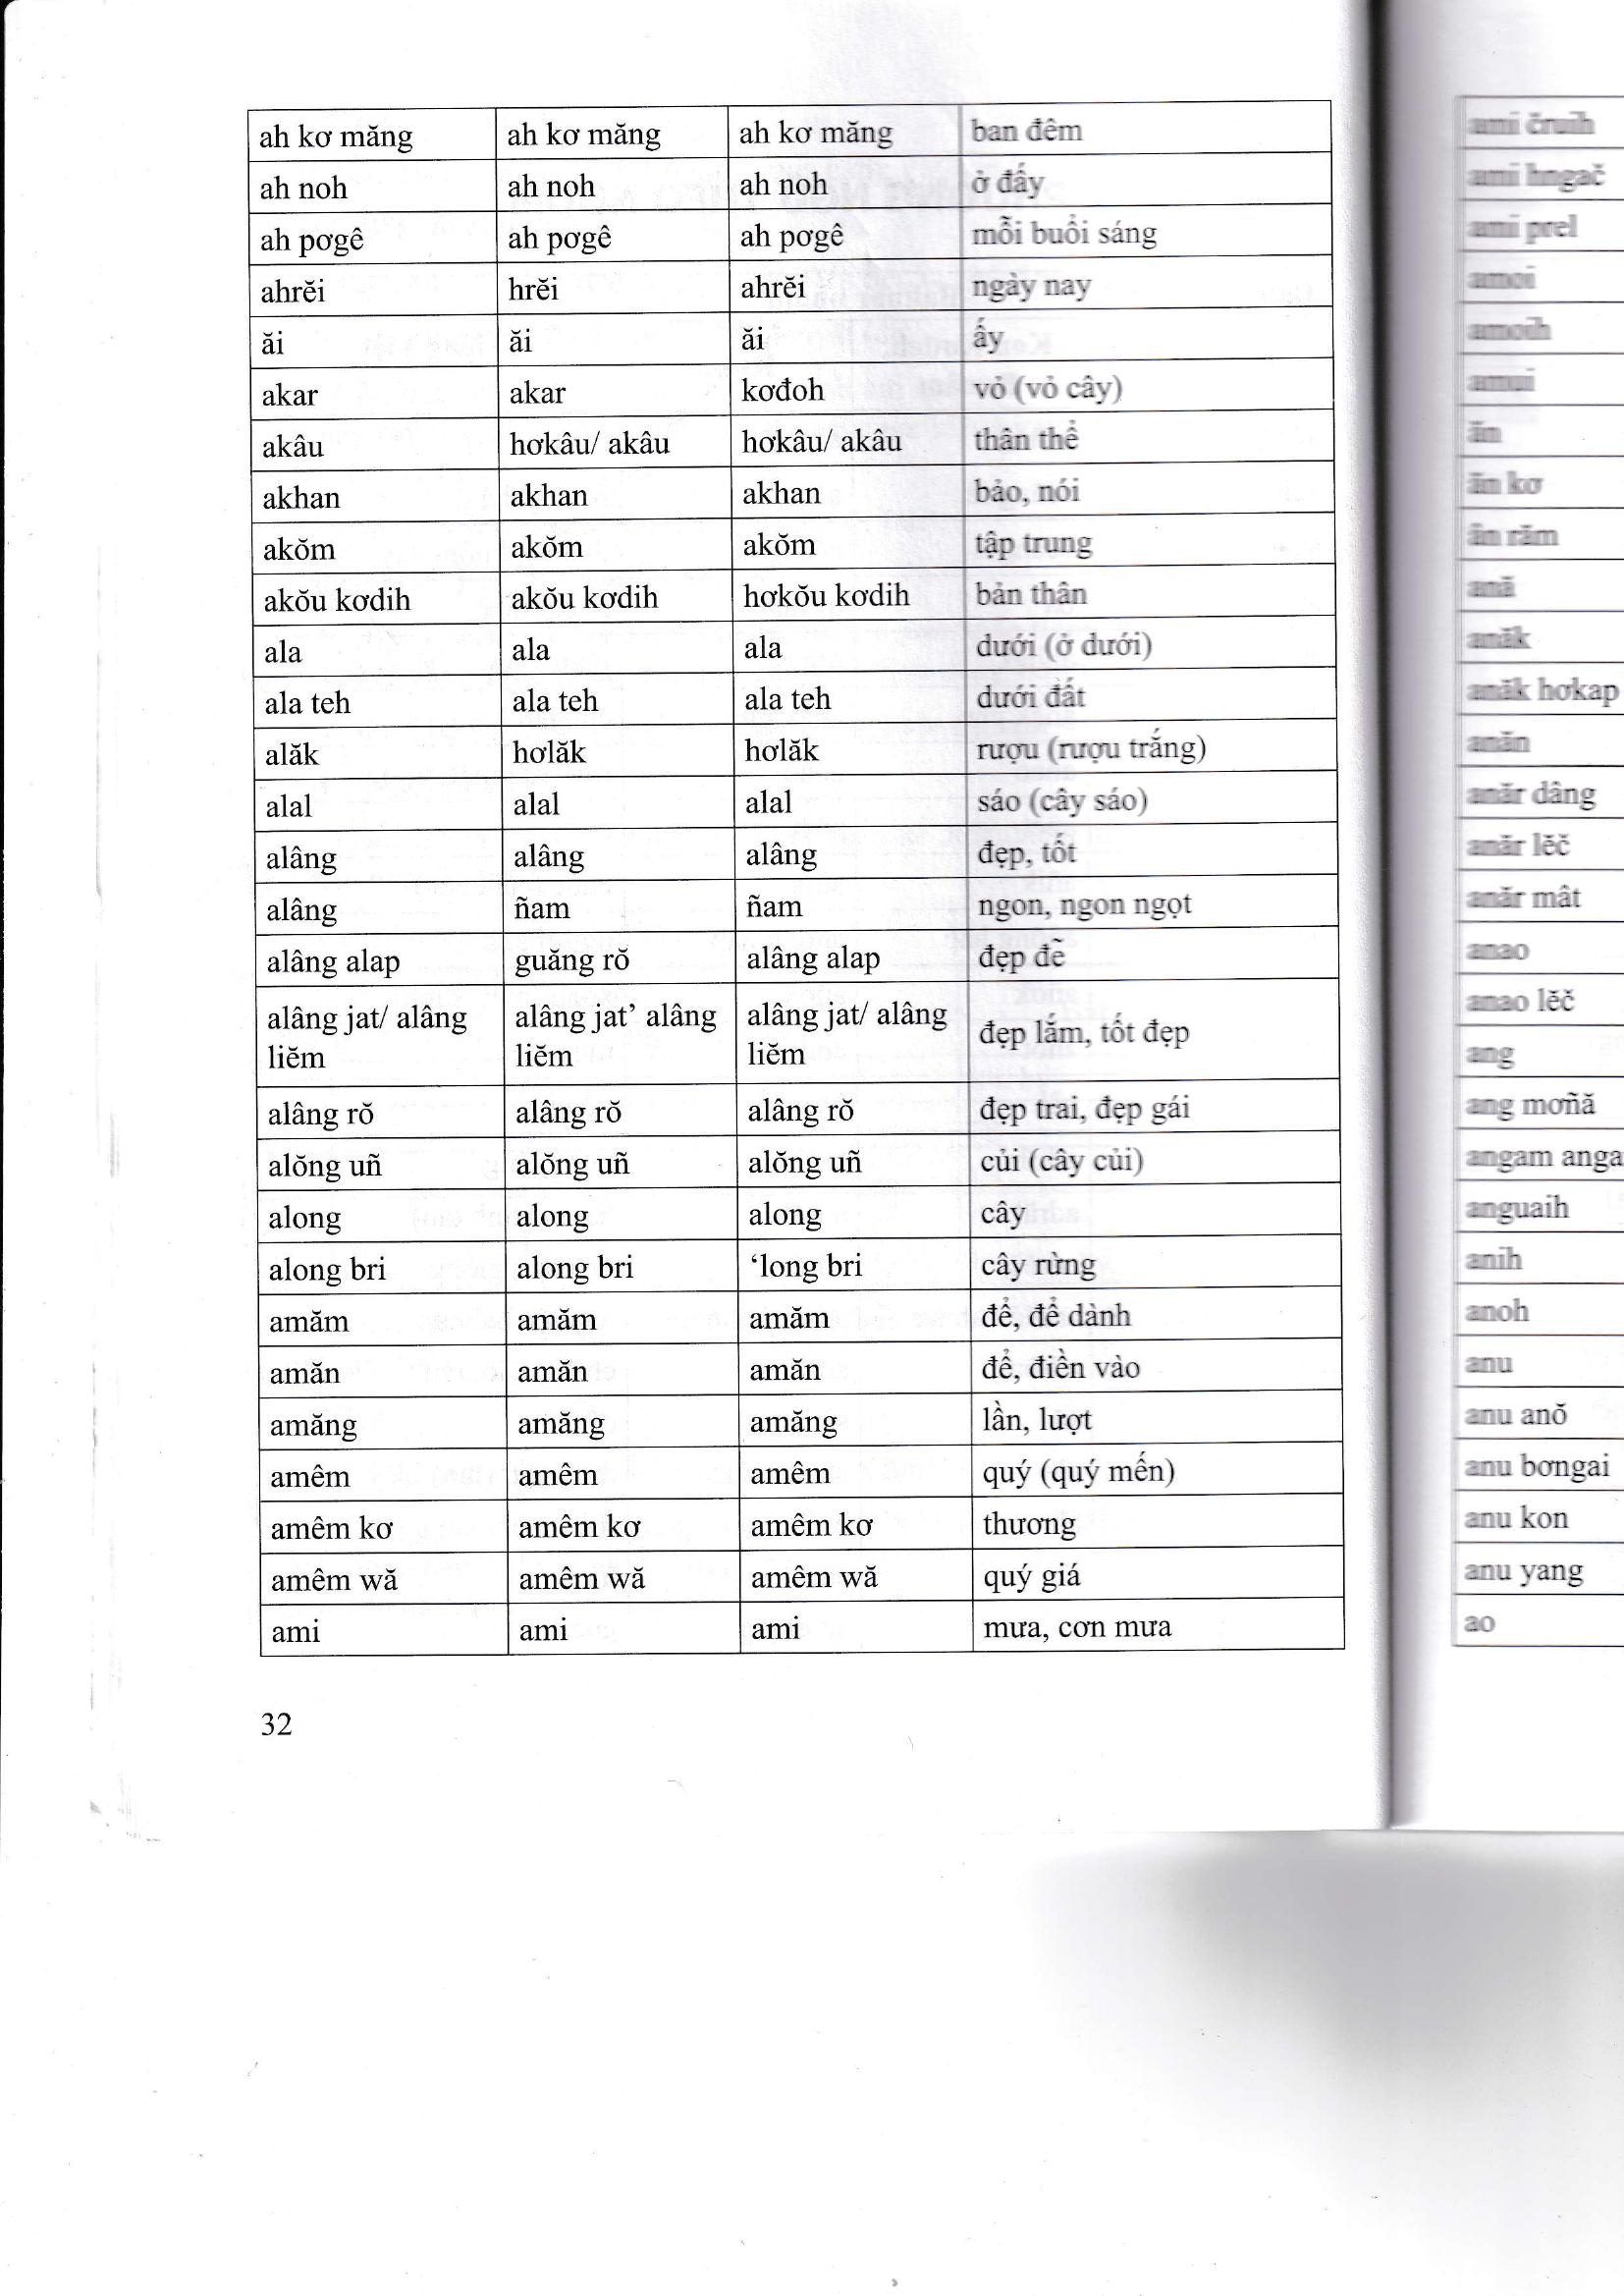 ah kơ măng ah kơ măng ah kơ măng ban đêm
ah noh ah noh ah noh ở đấy
ah pơgê ah pơgê ah pơgê mỗi buổi sáng
ahrĕi hrĕi ahrĕi ngày nay
ăi ăi ăi ấy
akar akar kơđoh vỏ (vỏ cây)
akâu hơkâu/ akâu hơkâu/ akâu thân thể
akhan akhan akhan bảo, nói
akŏm akŏm akŏm tập trung
akŏu kơdih akŏu kơdih hơkŏu kơdih bản thân
ala ala ala dưới (ở dưới)
ala teh ala teh ala teh dưới đất
alăk hơlăk hơlăk rượu (rượu trắng)
alal alal alal sáo (cây sáo)
alâng alâng alâng đẹp, tốt
alâng ñam ñam ngon, ngon ngọt
alâng alap guăng rŏ alâng alap đẹp đẽ
alâng jat/ alâng alâng jat’ alâng alâng jat/ alâng đẹp lắm, tốt đẹp
liĕm liĕm liĕm
alâng rŏ alâng rŏ alâng rŏ đẹp trai, đẹp gái
alŏng uñ alŏng uñ alŏng uñ củi (cây củi)
along along along cây
along bri along bri ‘long bri cây rừng
amăm amăm amăm để, để dành
amăn amăn amăn để, điền vào
amăng amăng amăng lần, lượt
amêm amêm amêm quý (quý mến)
amêm kơ amêm kơ amêm kơ thương
amêm wă amêm wă amêm wă quý giá
ami ami ami mưa, cơn mưa
32
ami čruih
ami hngač
ami prel
amoi
amoih
amui
ăn
ăn kơ
ân răm
ană
anăk
anăk hơkap
anăn
anăr dâng
anăr lĕč
anăr mât
anao
anao lĕč
ang
ang mơñă
angam
anguaih
anih
anoh
anu
anu anŏ
anu bơngai
anu kon
anu yang
ao